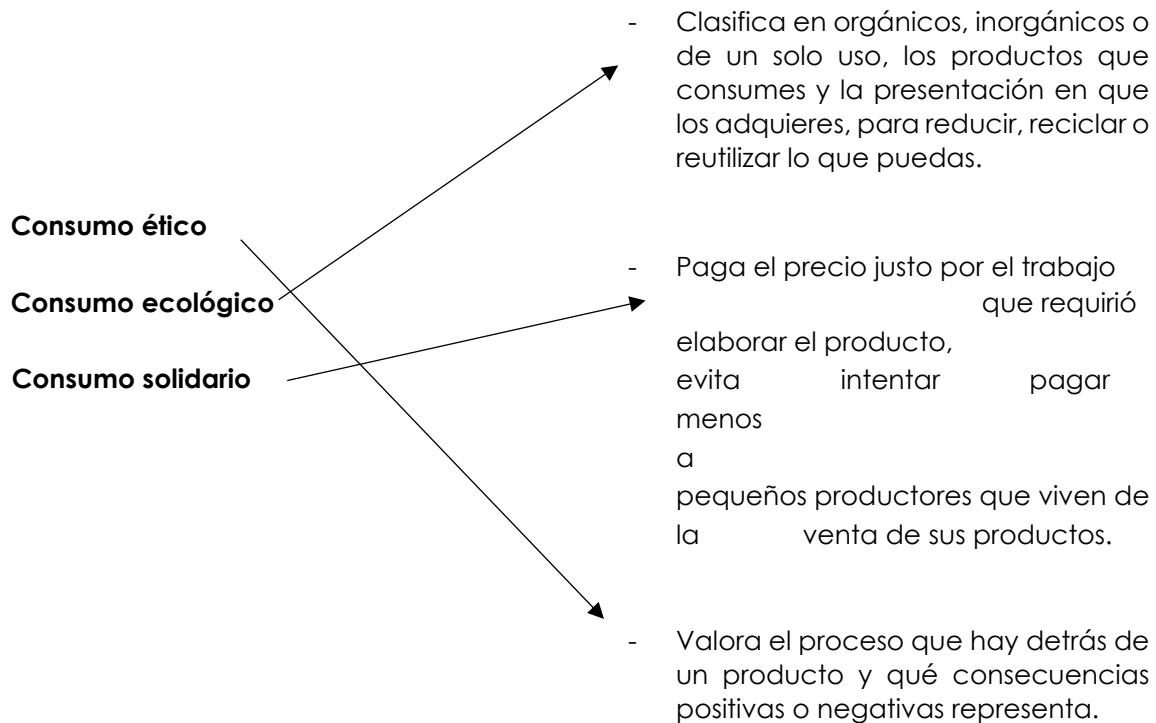 Consumo ético
Consumo ecológico
Consumo solidario
- Clasifica en orgánicos, inorgánicos o
de un solo uso, los productos que
consumes y la presentación en que
los adquieres, para reducir, reciclar o
reutilizar lo que puedas.
- Paga el precio justo por el trabajo
que requirió
elaborar el producto,
evita intentar pagar
menos
a
pequeños productores que viven de
la venta de sus productos.
- Valora el proceso que hay detrás de
un producto y qué consecuencias
positivas o negativas representa.